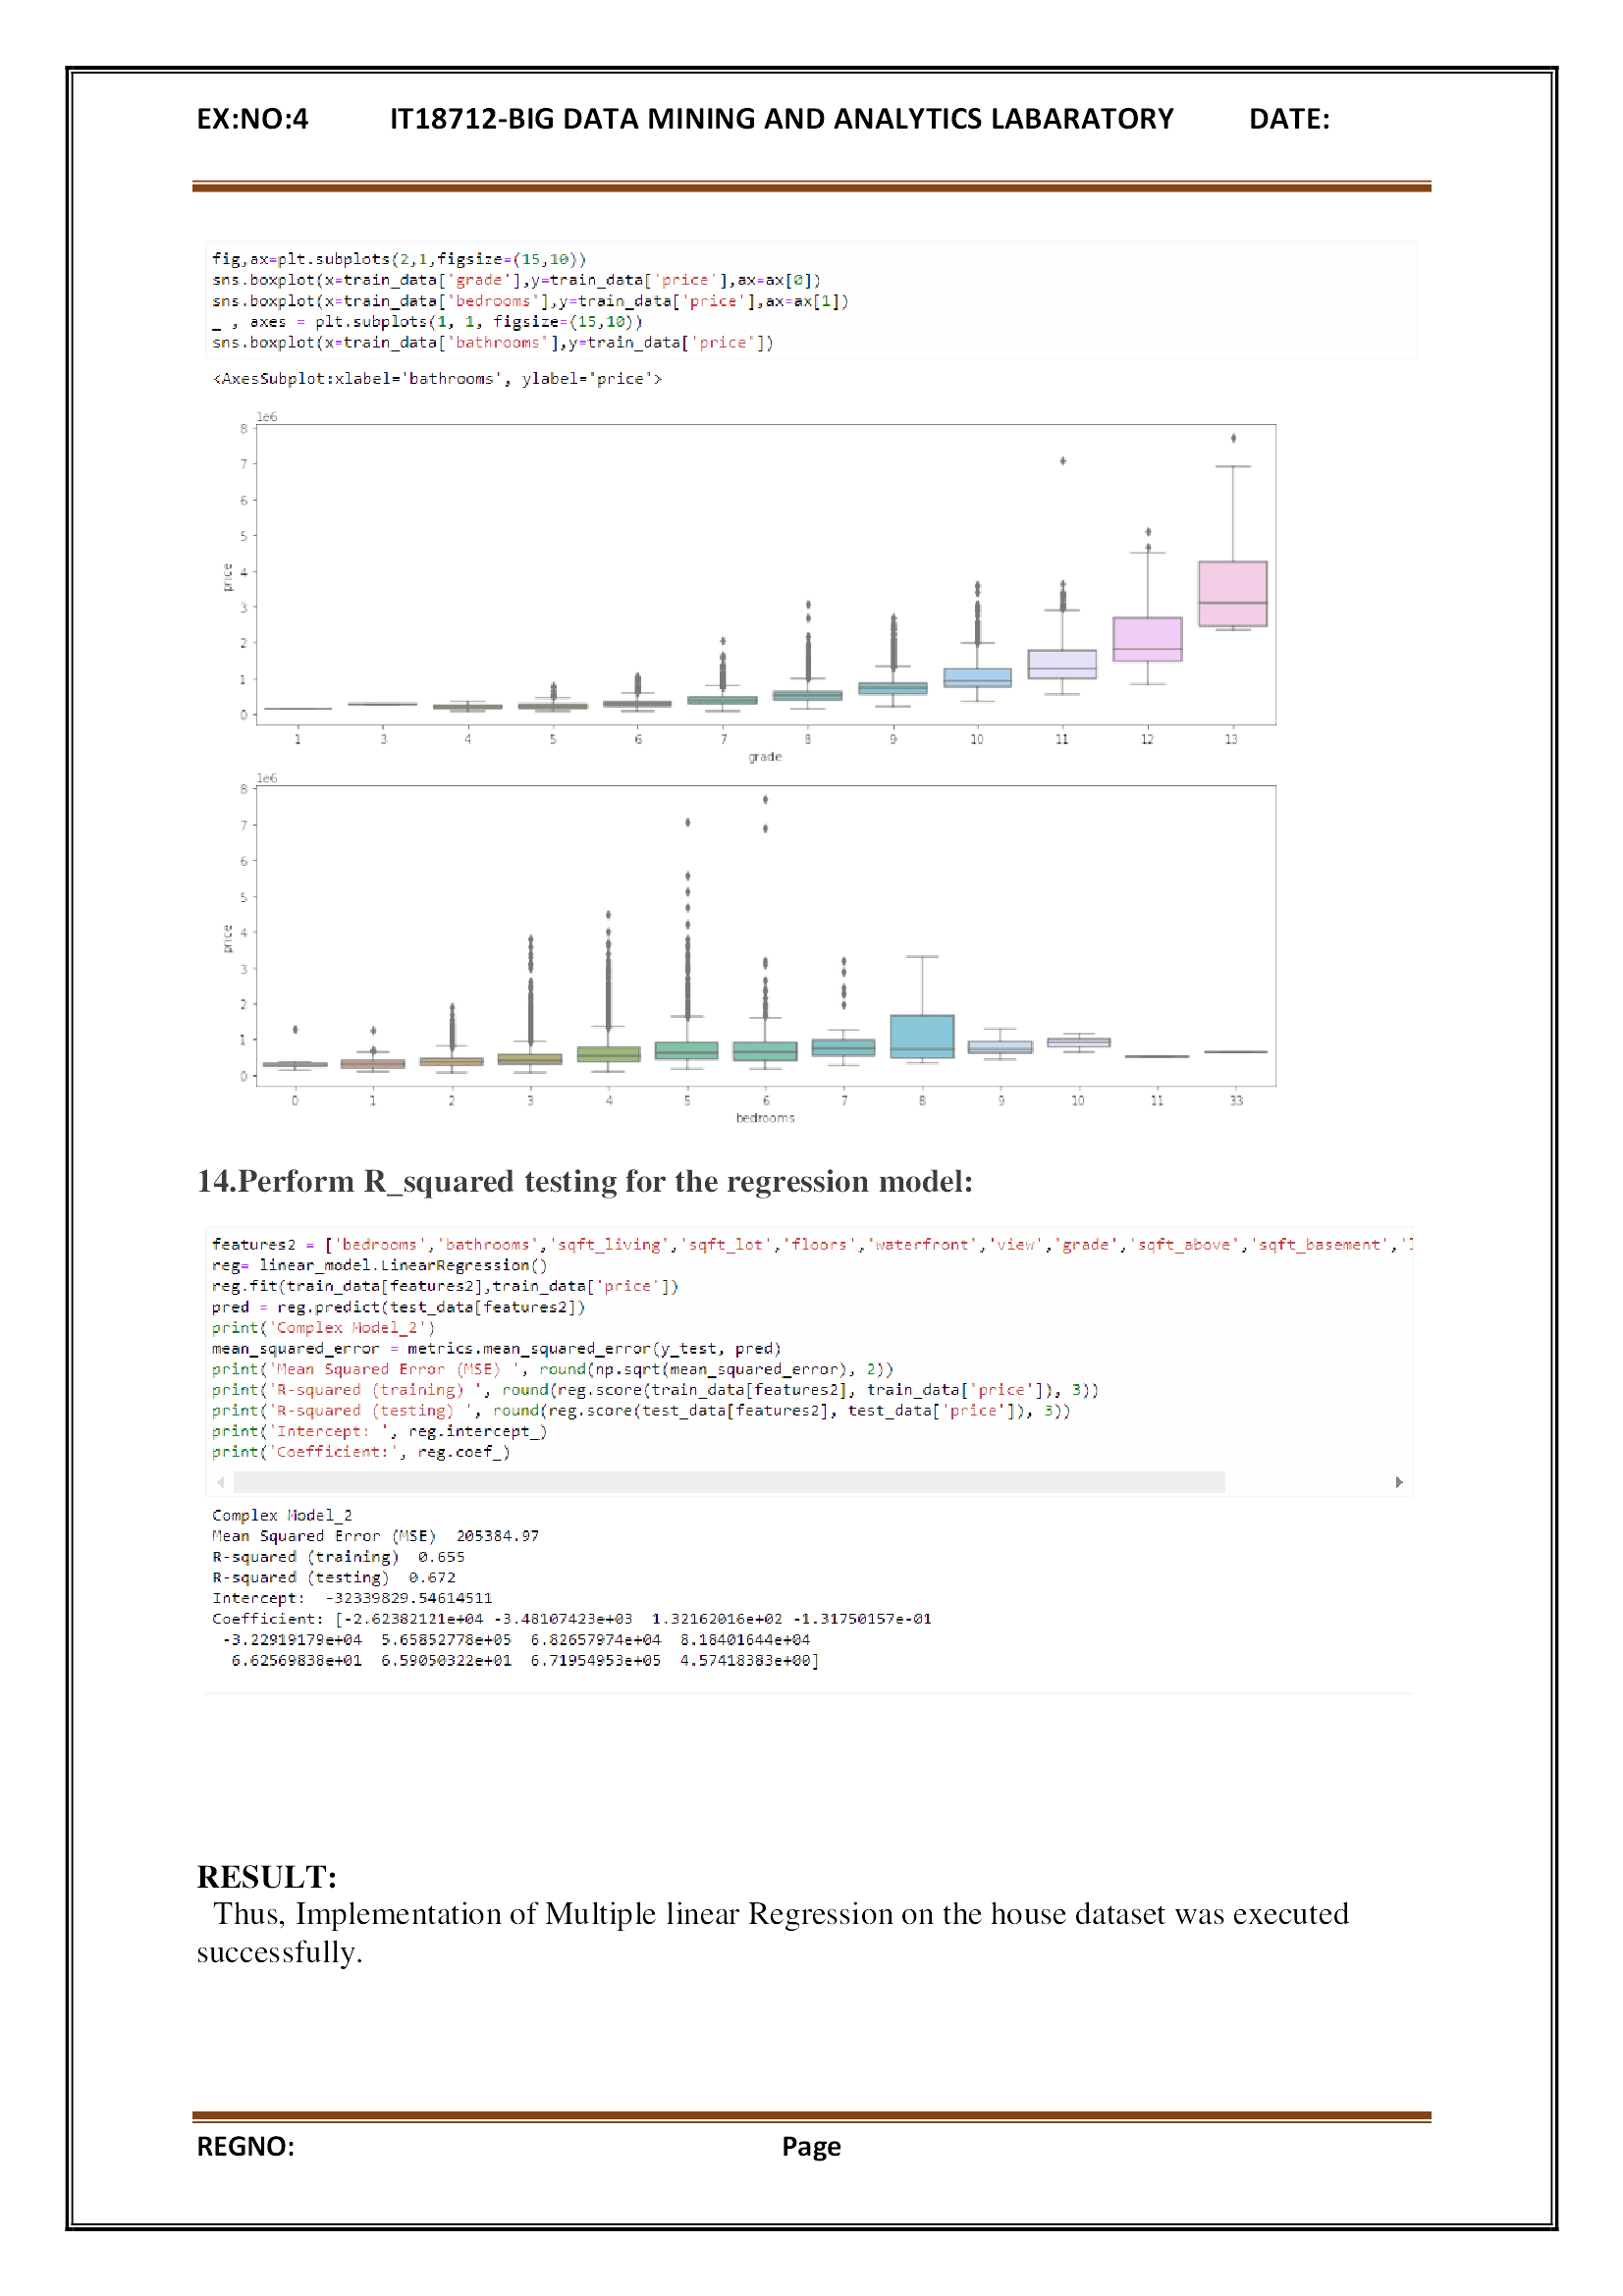 EX:NO:4 IT18712-BIG DATA MINING AND ANALYTICS LABARATORY DATE:
fig,ax=plt.subplots(2,1,figsize=(15,10))
sns.boxplot(x=train_data['grade'],y=train_data['price'],ax=ax[0])
sns.boxplot(x=train_data['bedrooms'],y=train_data['price'],ax=ax[1])
_ , axes = plt.subplots(1, 1, figsize=(15,10))
sns.boxplot(x=train_data['bathrooms'],y=train_data['price'])
<AxesSubplot:xlabel='bathrooms', ylabel='price'>
1e6
8
7
6
5
4
3
2
1
0
price
1 3 4 5 6 7 8 9 10 11 12 13
grade
1e6
8
7
6
5
4
3
2
1
0
price
0 1 2 3 4 5 6 7 8 9 10 11 33
bedrooms
14.Perform R_squared testing for the regression model:
features2 = ['bedrooms','bathrooms','sqft_living','sqft_lot','floors','waterfront','view','grade','sqft_above','sqft_basement','l
reg= linear_model.LinearRegression()
reg.fit(train_data[features2],train_data['price'])
pred = reg.predict(test_data[features2])
print('Complex Model_2')
mean_squared_error = metrics.mean_squared_error(y_test, pred)
print('Mean Squared Error (MSE) ', round(np.sqrt(mean_squared_error), 2))
print('R-squared (training) ', round(reg.score(train_data[features2], train_data['price']), 3))
print('R-squared (testing) ', round(reg.score(test_data[features2], test_data['price']), 3))
print('Intercept: ', reg.intercept_)
print('Coefficient:', reg.coef_)
Complex Model_2
Mean Squared Error (MSE)  205384.97
R-squared (training)  0.655
R-squared (testing)  0.672
Intercept:  -32339829.54614511
Coefficient: [-2.62382121e+04 -3.48107423e+03  1.32162016e+02 -1.31750157e-01
-3.22919179e+04  5.65852778e+05  6.82657974e+04  8.18401644e+04
6.62569838e+01  6.59050322e+01  6.71954953e+05  4.57418383e+00]
RESULT:
Thus, Implementation of Multiple linear Regression on the house dataset was executed
successfully.
REGNO: Page